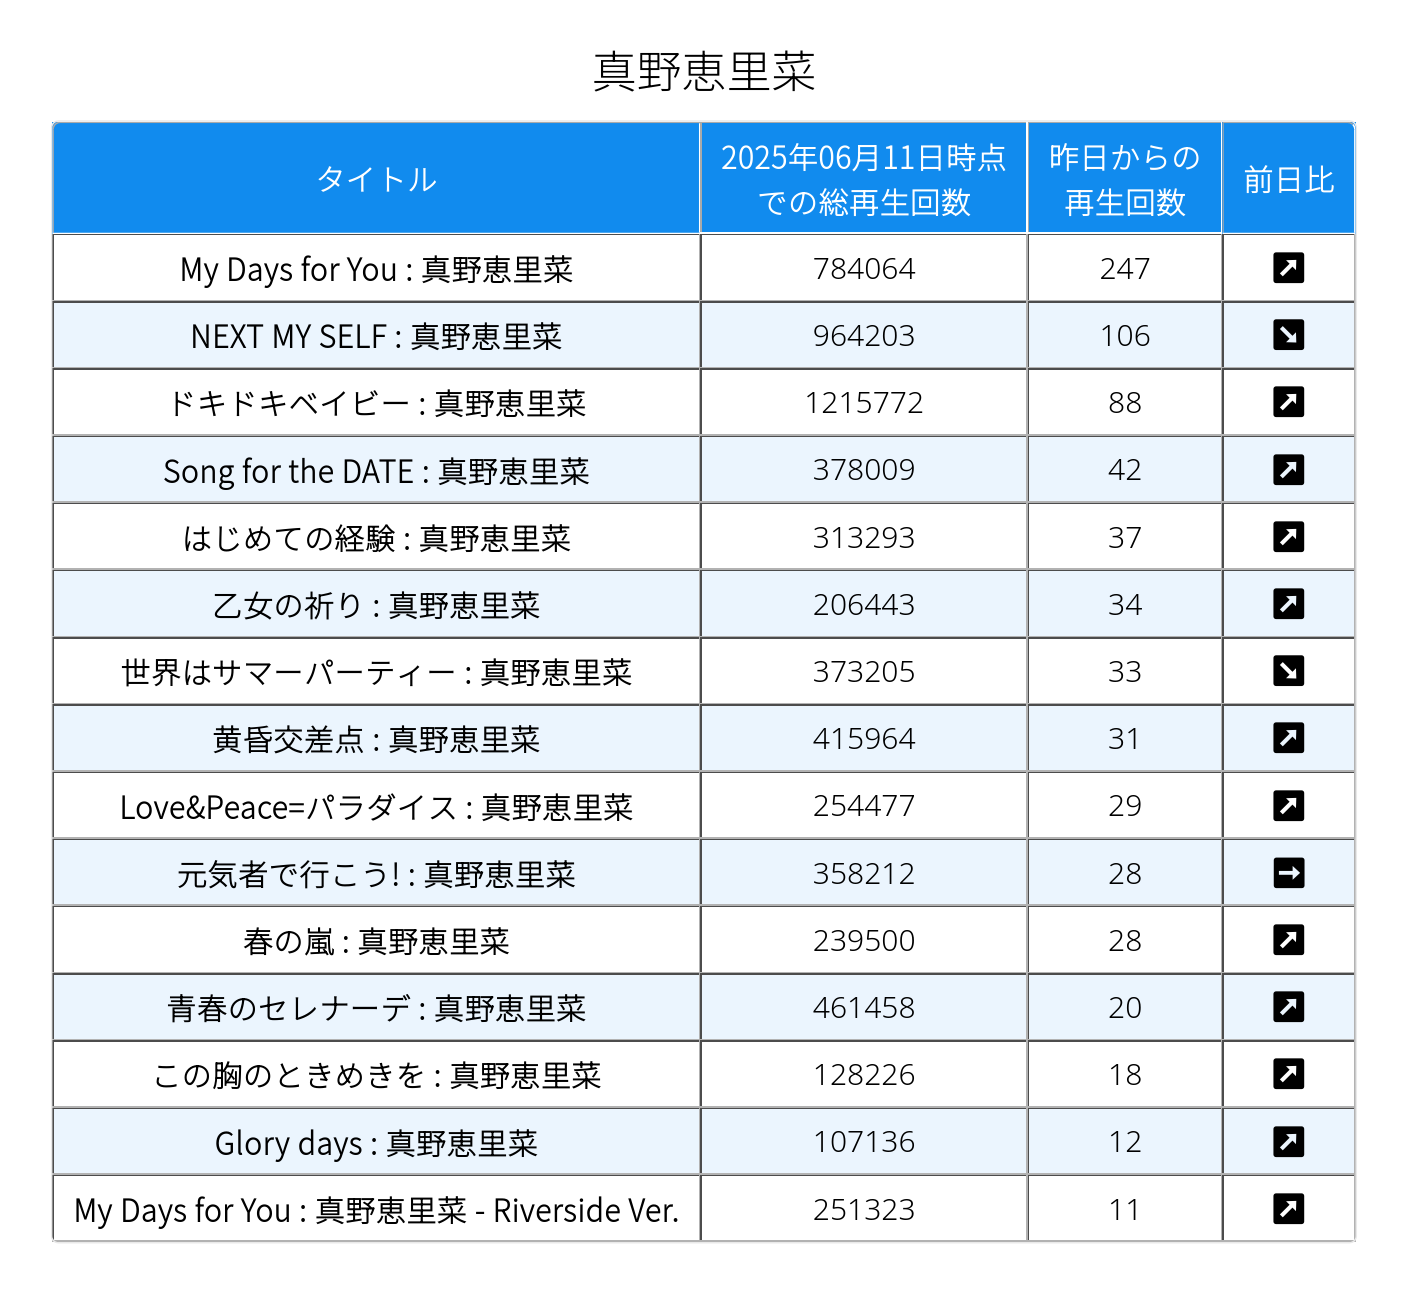 真野恵里菜
タイトル 2025年06月11日時点での総再生回数 昨日からの再生回数 前日比
My Days for You : 真野恵里菜 784064 247 ↗
NEXT MY SELF : 真野恵里菜 964203 106 ↘
ドキドキベイビー : 真野恵里菜 1215772 88 ↗
Song for the DATE : 真野恵里菜 378009 42 ↗
はじめての経験 : 真野恵里菜 313293 37 ↗
乙女の祈り : 真野恵里菜 206443 34 ↗
世界はサマーパーティー : 真野恵里菜 373205 33 ↘
黄昏交差点 : 真野恵里菜 415964 31 ↗
Love&Peace=パラダイス : 真野恵里菜 254477 29 ↗
元気者で行こう! : 真野恵里菜 358212 28 →
春の嵐 : 真野恵里菜 239500 28 ↗
青春のセレナーデ : 真野恵里菜 461458 20 ↗
この胸のときめきを : 真野恵里菜 128226 18 ↗
Glory days : 真野恵里菜 107136 12 ↗
My Days for You : 真野恵里菜 - Riverside Ver. 251323 11 ↗